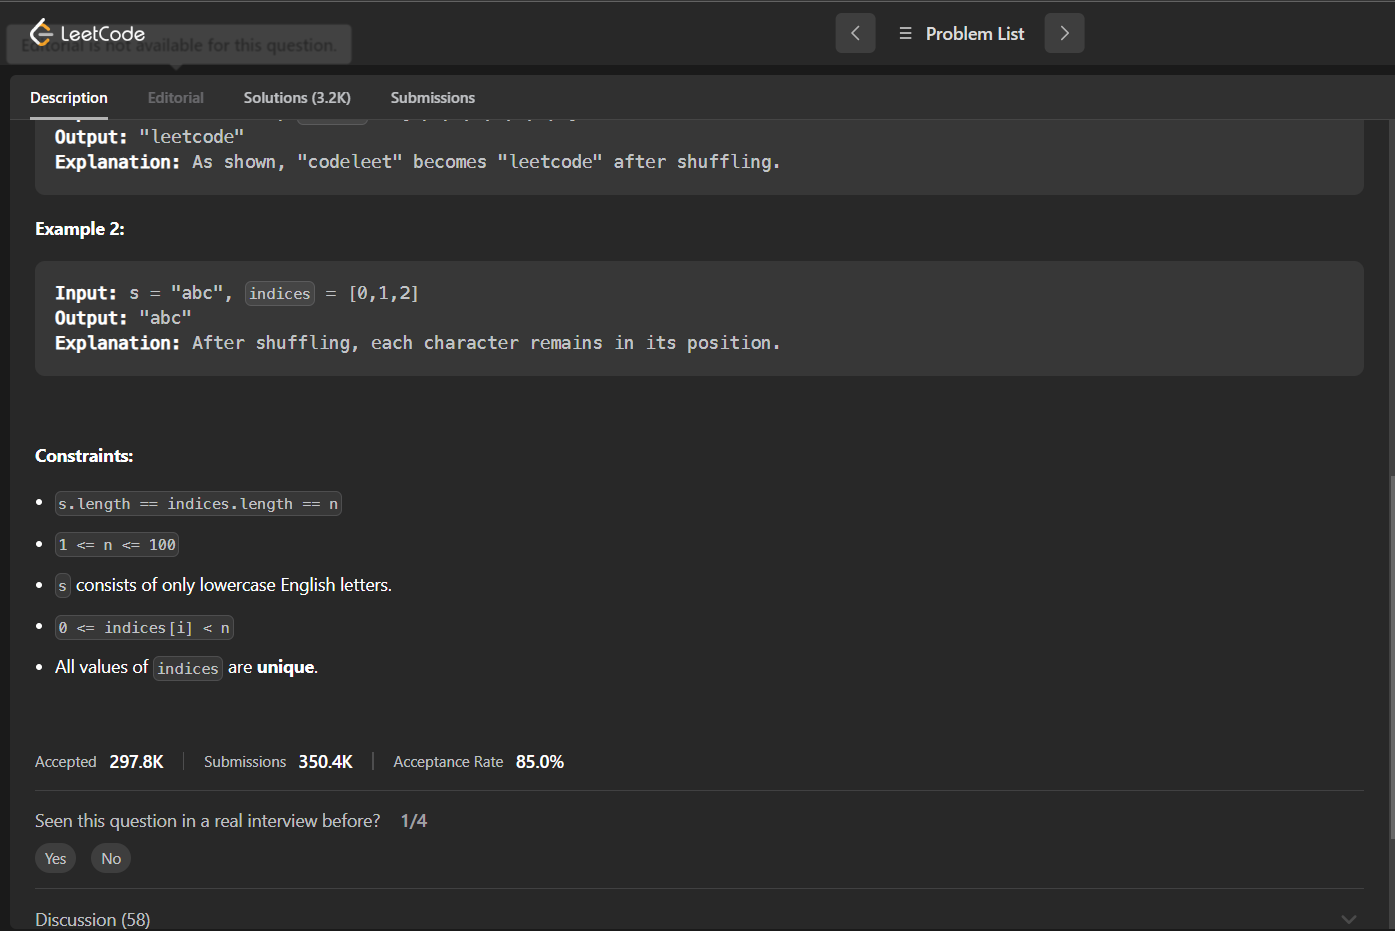 LeetCode
Editorial is not available for this question.
Problem List
Description
Editorial
Solutions (3.2K)
Submissions
Output: "leetcode"
Explanation: As shown, "codeleet" becomes "leetcode" after shuffling.
Example 2:
Input: s = "abc", indices = [0,1,2]
Output: "abc"
Explanation: After shuffling, each character remains in its position.
Constraints:
s.length == indices.length == n
1 <= n <= 100
s consists of only lowercase English letters.
0 <= indices[i] < n
All values of indices are unique.
Accepted 297.8K Submissions 350.4K Acceptance Rate 85.0%
Seen this question in a real interview before? 1/4
Yes No
Discussion (58)